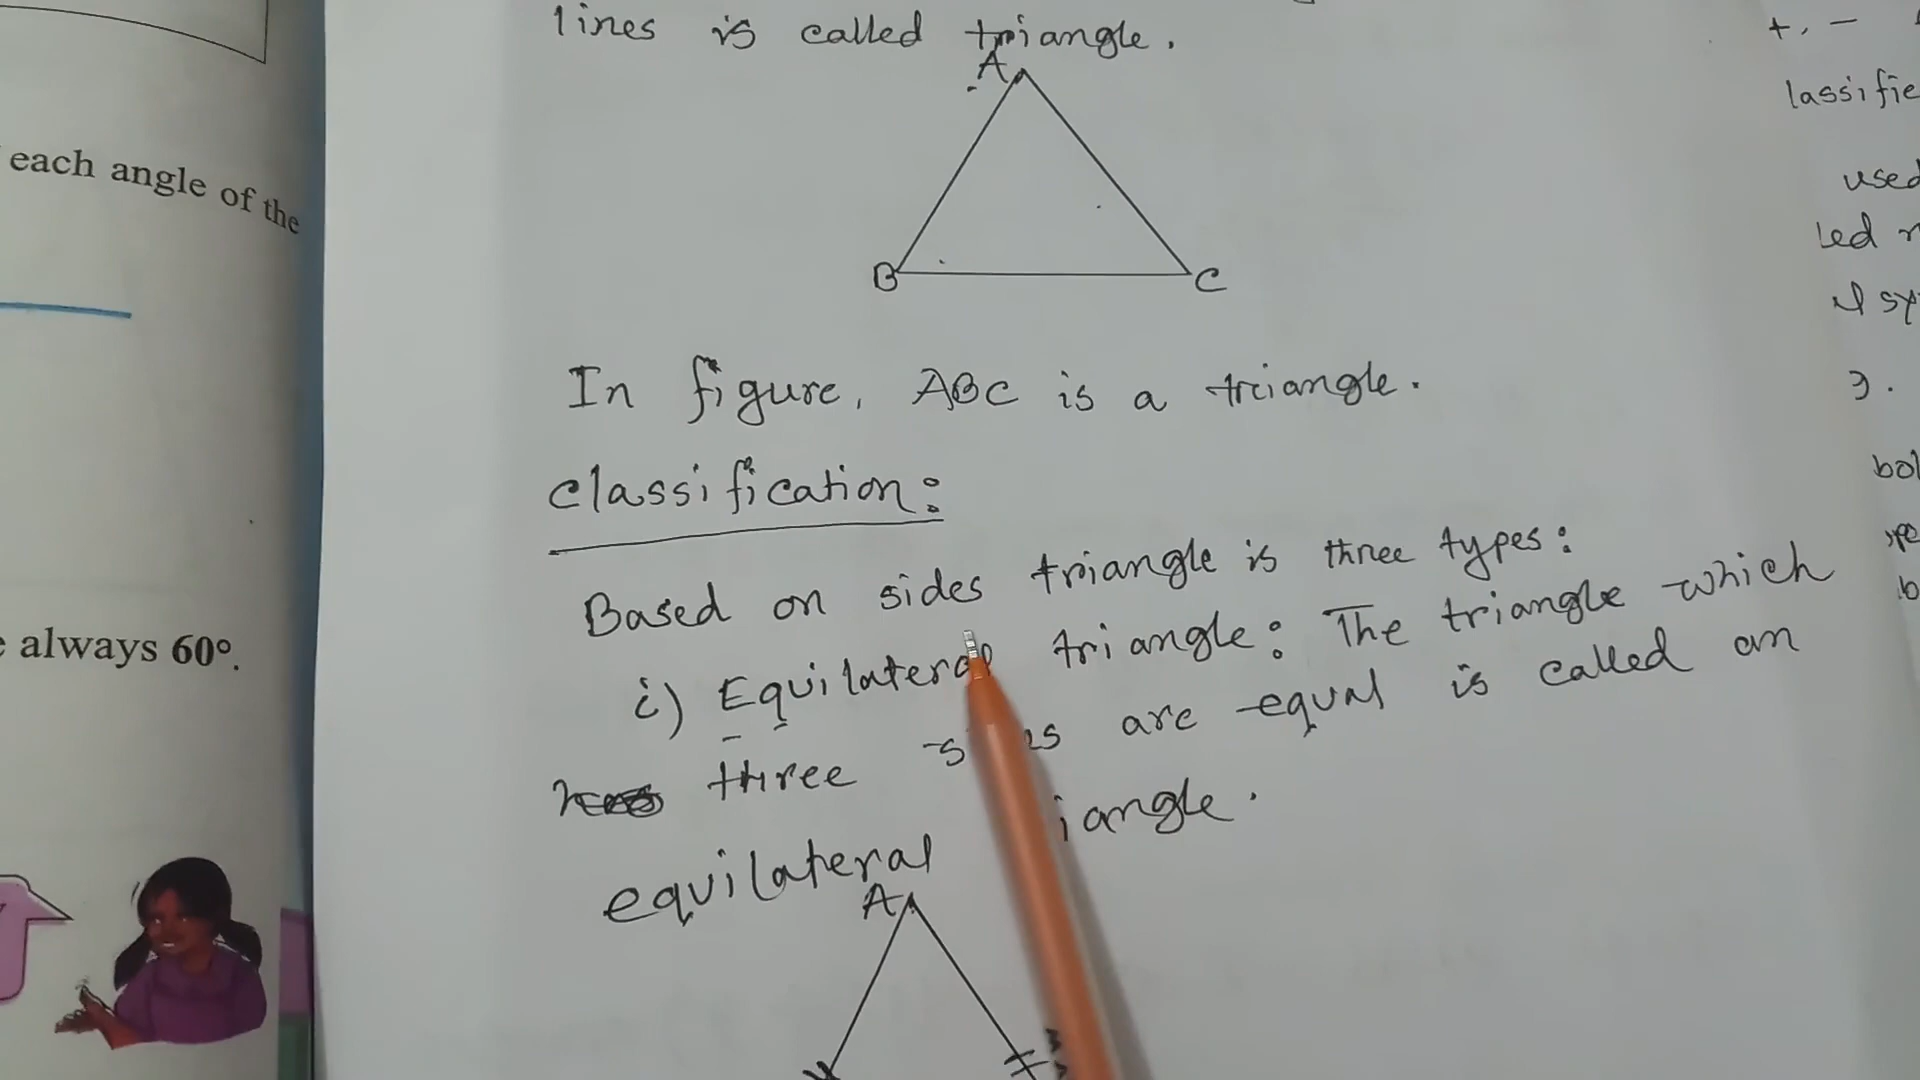 each angle of the
always 60°.
lines is called triangle.
A
B
C
In figure, ABC is a triangle.
Classification:
Based on sides triangle is three types:
i) Equilateral triangle: The triangle which
three are equal is called an
equilateral iangle.
A
+, -
lassifie
used
led